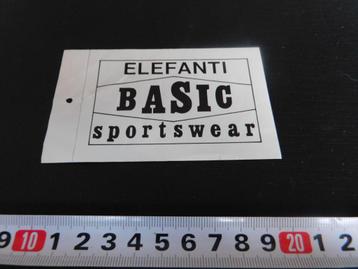 ELEFANTI
BASIC
sportswear
9 10 1 2 3 4 5 6 7 8 9 20 1 2